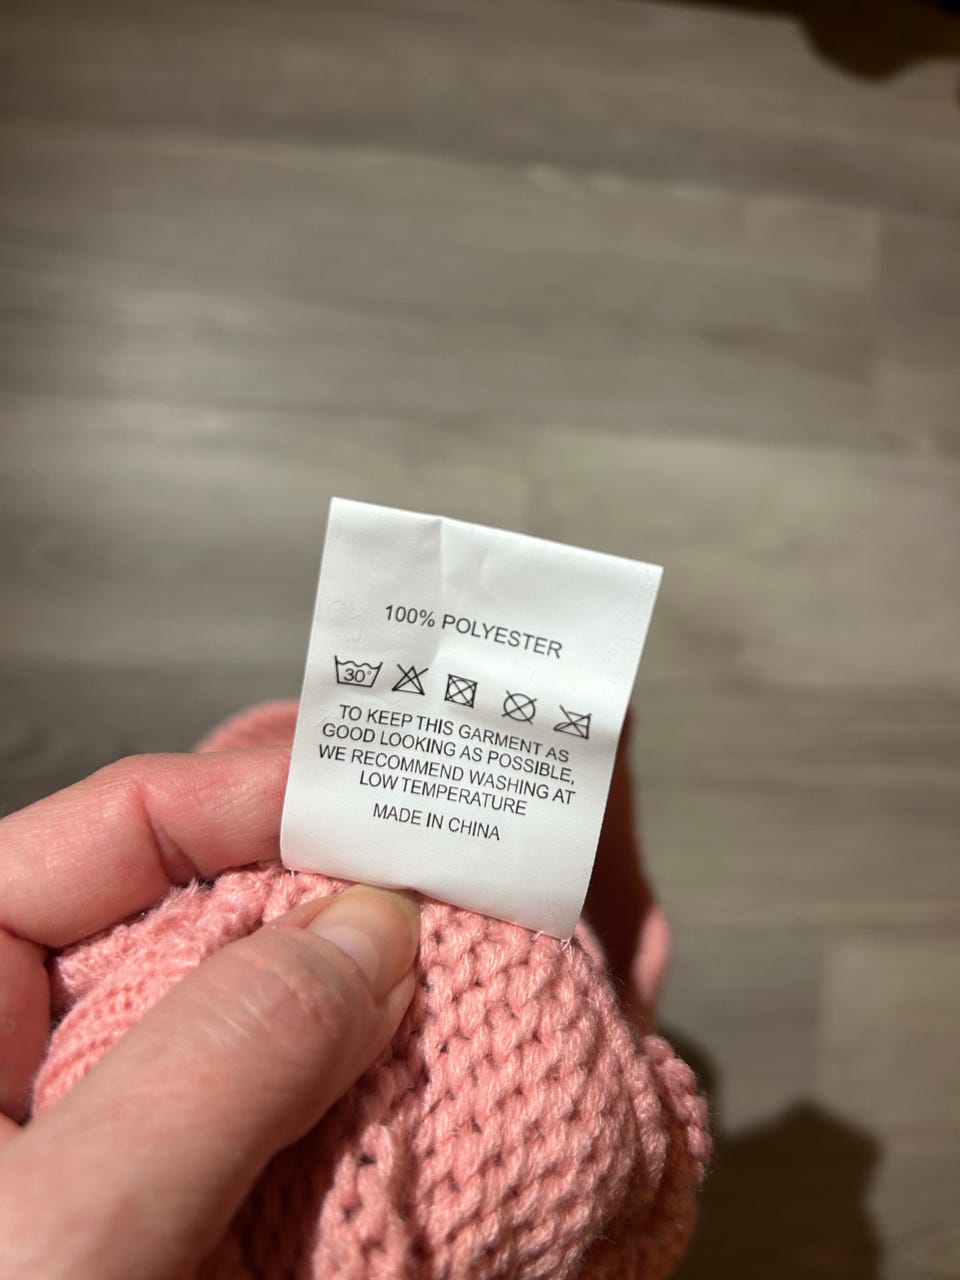 100% POLYESTER
30°
TO KEEP THIS GARMENT AS
GOOD LOOKING AS POSSIBLE,
WE RECOMMEND WASHING AT
LOW TEMPERATURE
MADE IN CHINA